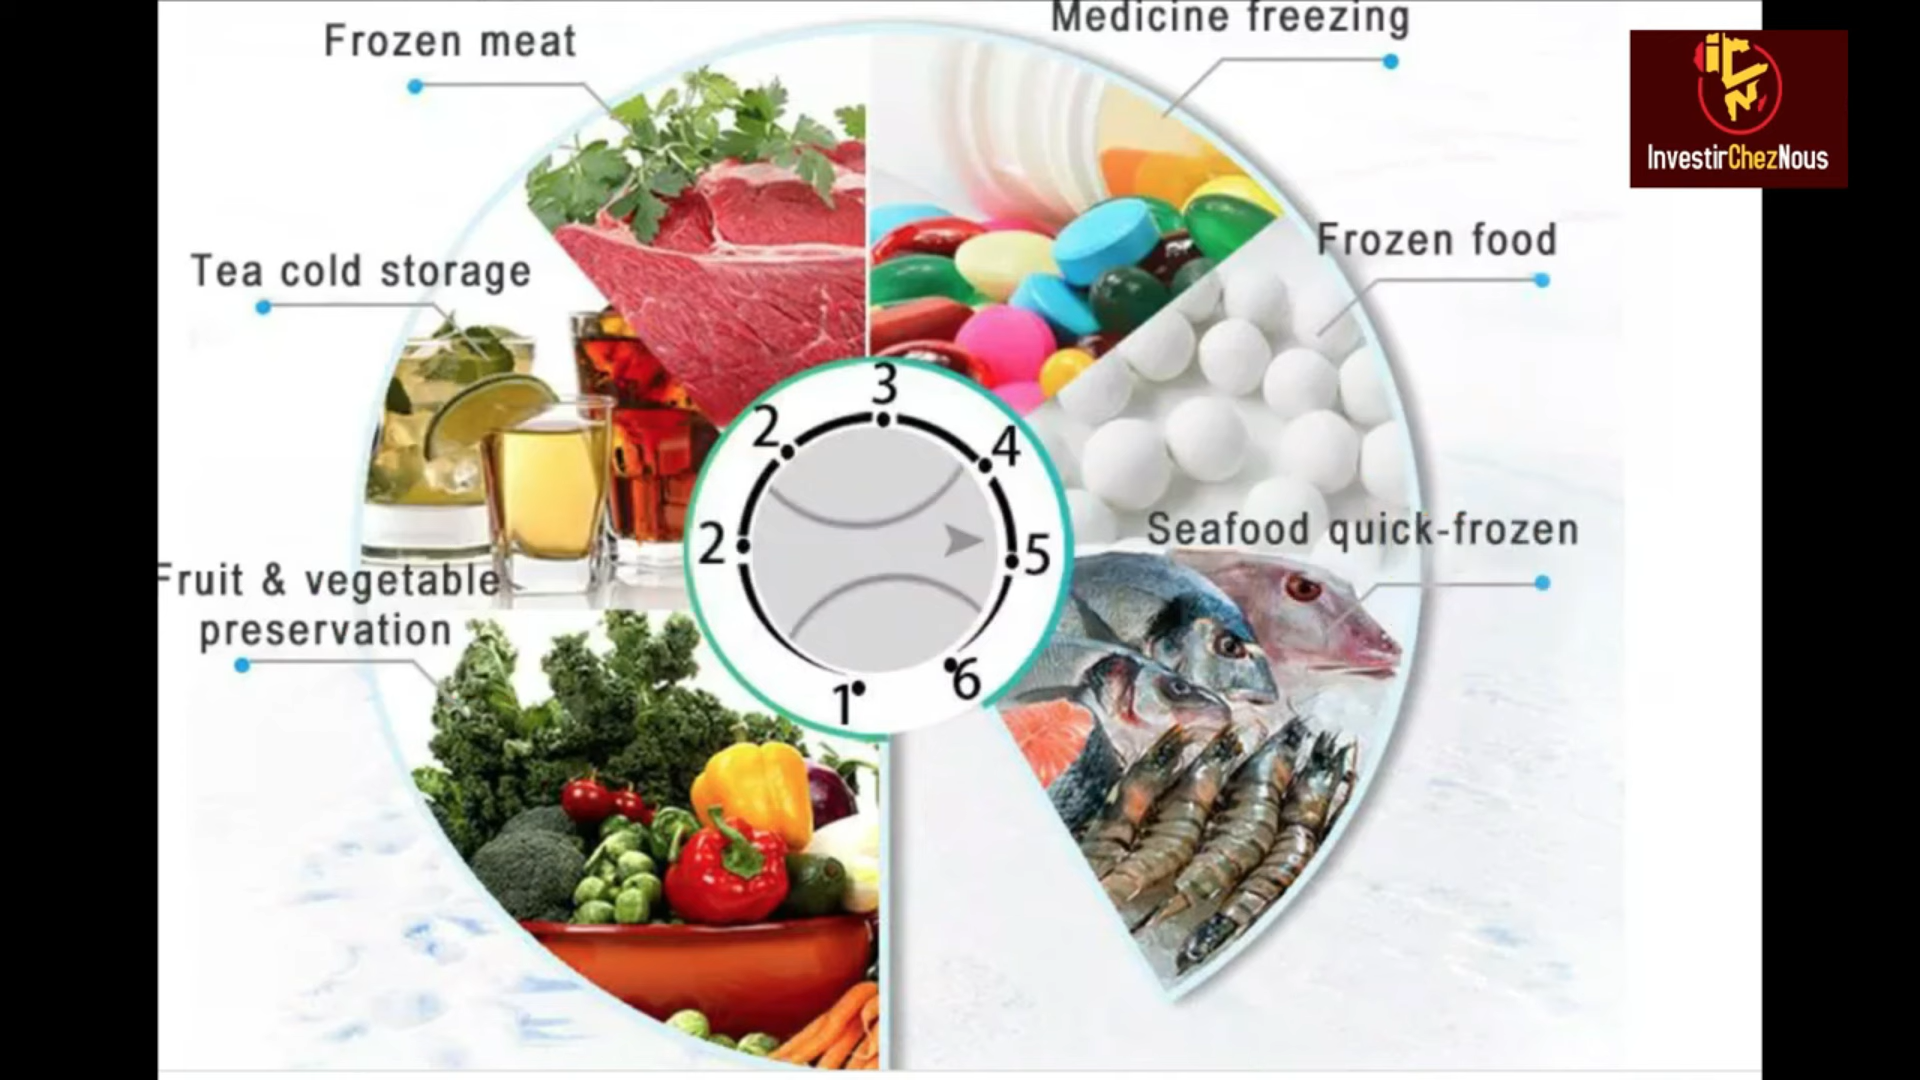 Frozen meat
Medicine freezing
InvestirChezNous
Tea cold storage
Frozen food
Fruit & vegetable
preservation
Seafood quick-frozen
3
2
4
2
5
1
6